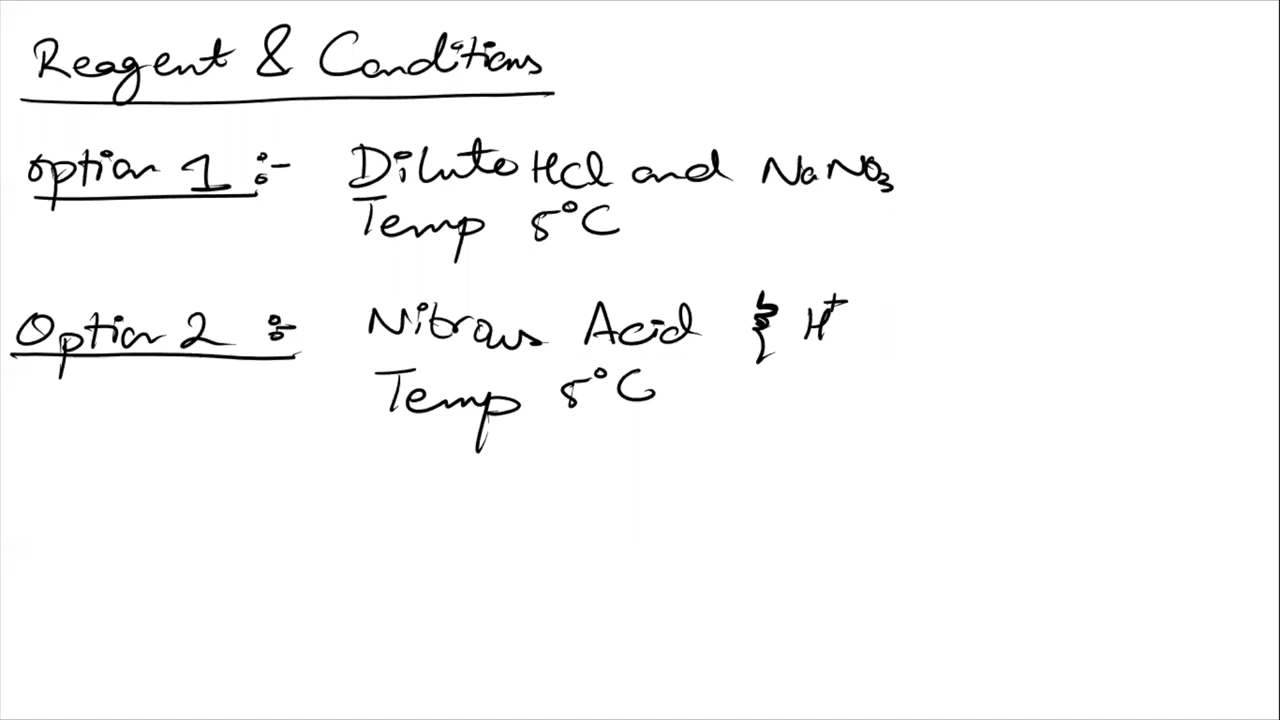 Reagent & Conditions
Option 1 :- Dilute HCl and NaNO3
Temp 5°C
Option 2 :- Nitrous Acid & H+
Temp 5°C